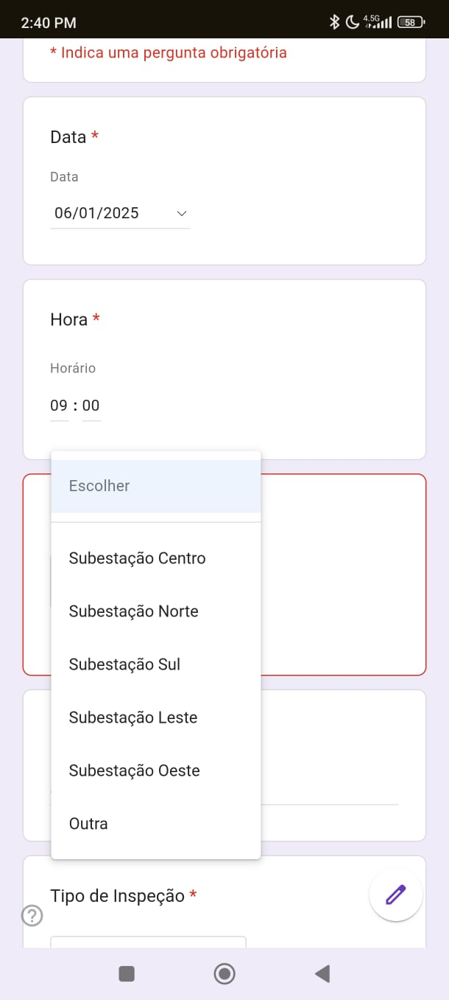 2:40 PM
4.5G
58
* Indica uma pergunta obrigatória
Data *
Data
06/01/2025
Hora *
Horário
09 : 00
Escolher
Subestação Centro
Subestação Norte
Subestação Sul
Subestação Leste
Subestação Oeste
Outra
Tipo de Inspeção *
?